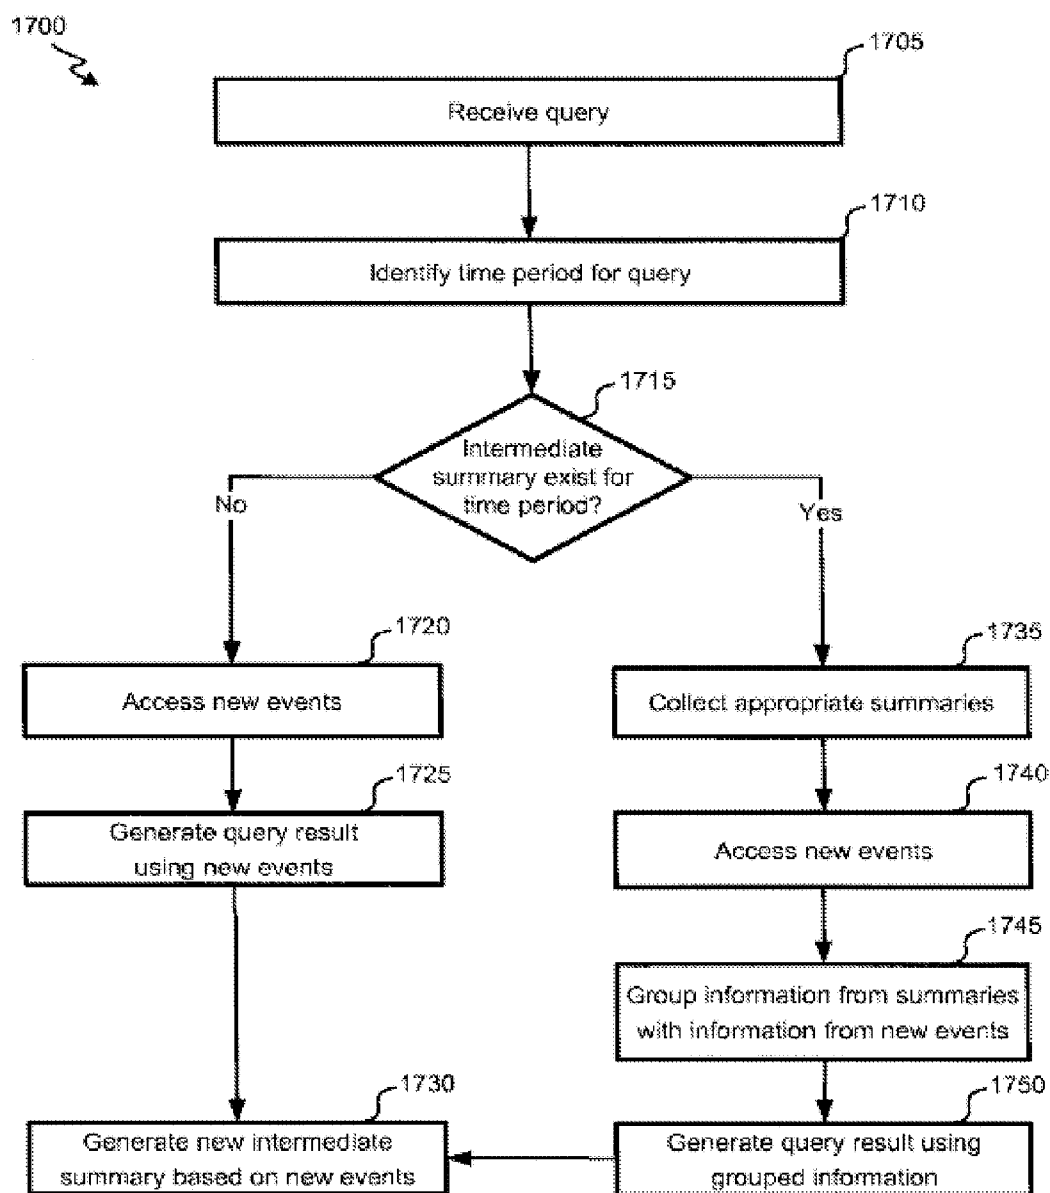 1700
1705
Receive query
1710
Identify time period for query
1715
Intermediate
summary exist for
time period?
No
Yes
1720
Access new events
1725
Generate query result
using new events
1735
Collect appropriate summaries
1740
Access new events
1745
Group information from summaries
with information from new events
1730
Generate new intermediate
summary based on new events
1750
Generate query result using
grouped information